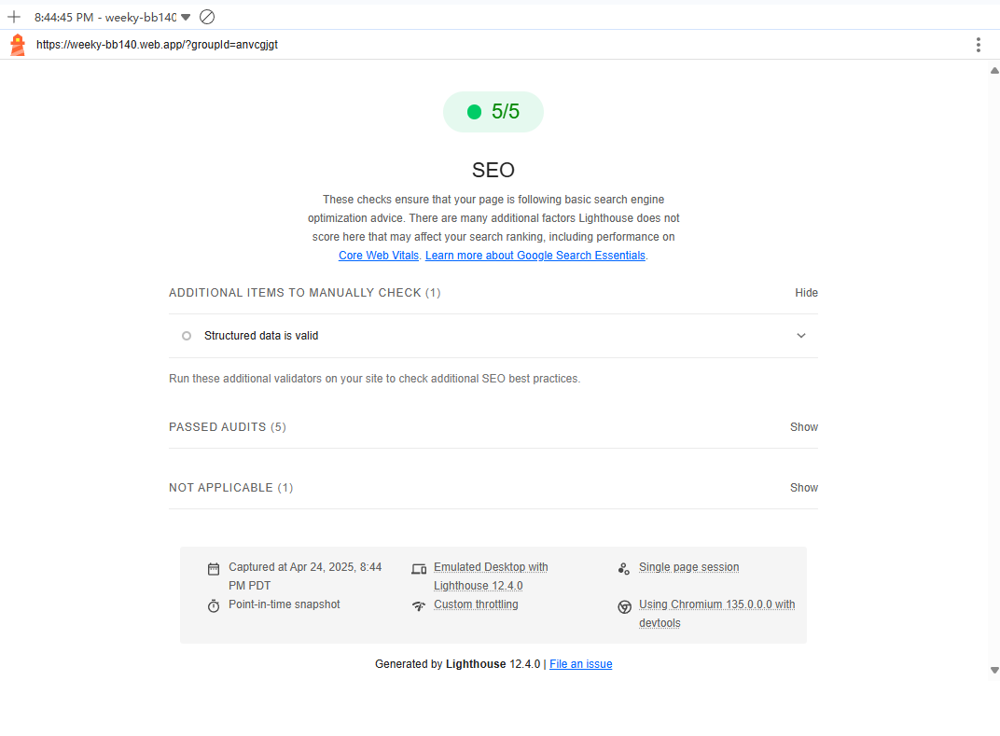 8:44:45 PM - weeky-bb140
https://weeky-bb140.web.app/?groupId=anvcgjgt
5/5
SEO
These checks ensure that your page is following basic search engine
optimization advice. There are many additional factors Lighthouse does not
score here that may affect your search ranking, including performance on
Core Web Vitals. Learn more about Google Search Essentials.
ADDITIONAL ITEMS TO MANUALLY CHECK (1)
Hide
Structured data is valid
Run these additional validators on your site to check additional SEO best practices.
PASSED AUDITS (5)
Show
NOT APPLICABLE (1)
Show
Captured at Apr 24, 2025, 8:44
PM PDT
Emulated Desktop with
Lighthouse 12.4.0
Single page session
Point-in-time snapshot
Custom throttling
Using Chromium 135.0.0.0 with
devtools
Generated by Lighthouse 12.4.0 | File an issue